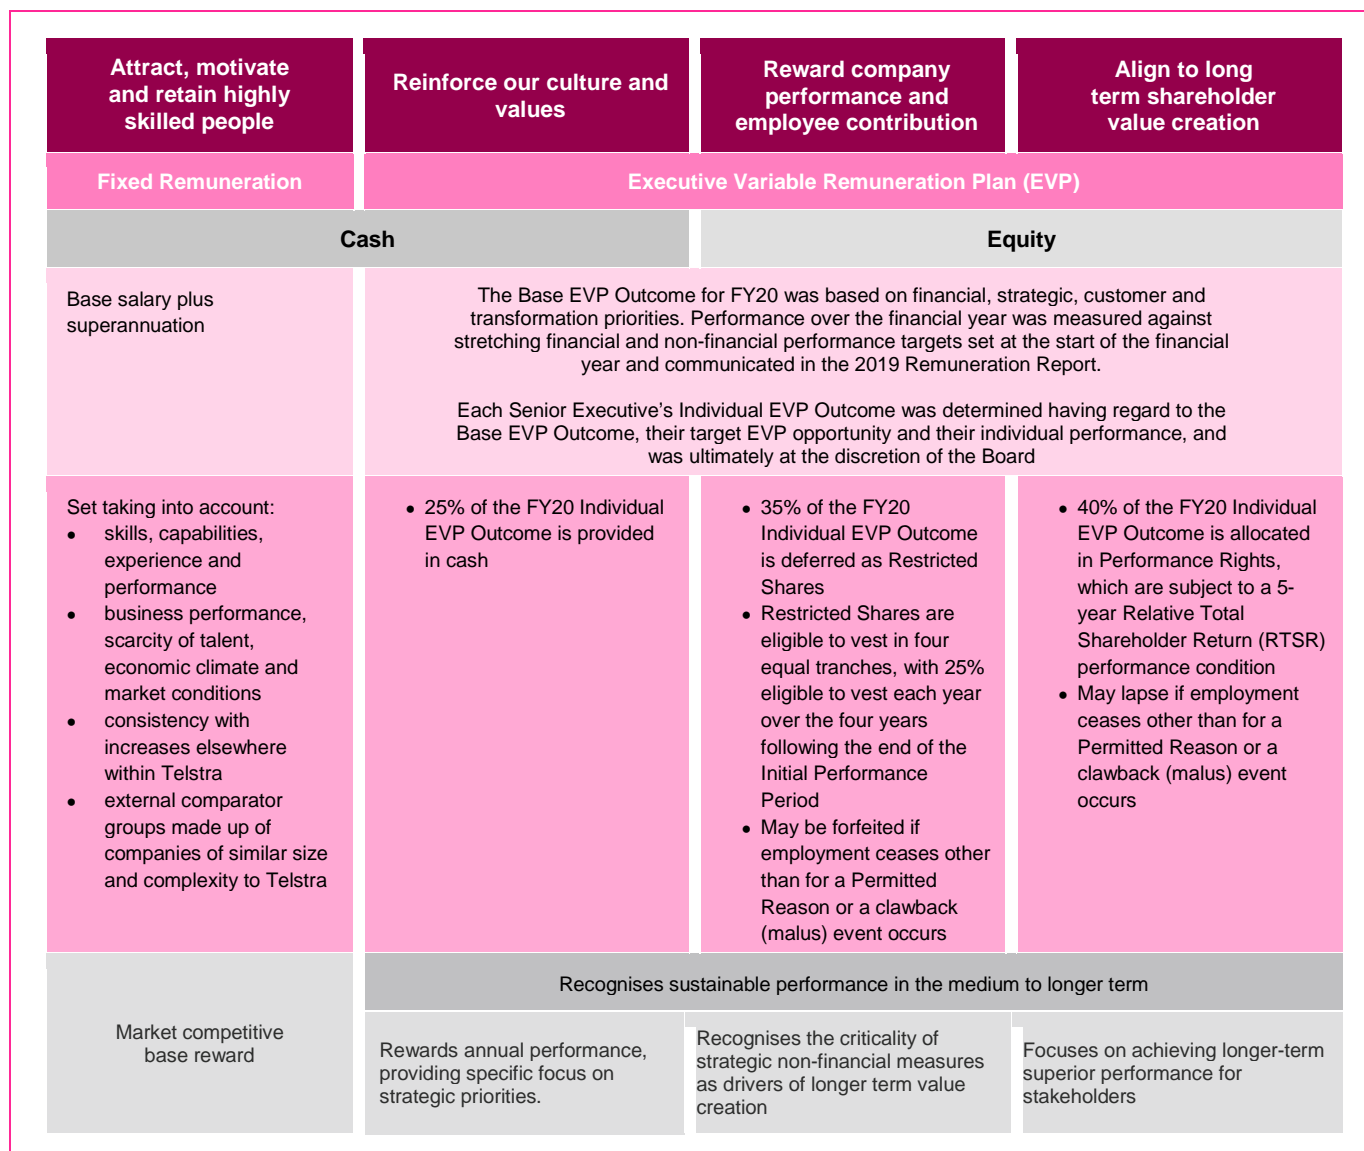 Attract, motivate
and retain highly
skilled people
Reinforce our culture and
values
Reward company
performance and
employee contribution
Align to long
term shareholder
value creation
Fixed Remuneration
Executive Variable Remuneration Plan (EVP)
Cash
Equity
Base salary plus
superannuation
The Base EVP Outcome for FY20 was based on financial, strategic, customer and
transformation priorities. Performance over the financial year was measured against
stretching financial and non-financial performance targets set at the start of the financial
year and communicated in the 2019 Remuneration Report.
Each Senior Executive's Individual EVP Outcome was determined having regard to the
Base EVP Outcome, their target EVP opportunity and their individual performance, and
was ultimately at the discretion of the Board
Set taking into account:
• skills, capabilities,
experience and
performance
• business performance,
scarcity of talent,
economic climate and
market conditions
• consistency with
increases elsewhere
within Telstra
• external comparator
groups made up of
companies of similar size
and complexity to Telstra
• 25% of the FY20 Individual
EVP Outcome is provided
in cash
• 35% of the FY20
Individual EVP Outcome
is deferred as Restricted
Shares
• Restricted Shares are
eligible to vest in four
equal tranches, with 25%
eligible to vest each year
over the four years
following the end of the
Initial Performance
Period
• May be forfeited if
employment ceases other
than for a Permitted
Reason or a clawback
(malus) event occurs
• 40% of the FY20 Individual
EVP Outcome is allocated
in Performance Rights,
which are subject to a 5-
year Relative Total
Shareholder Return (RTSR)
performance condition
• May lapse if employment
ceases other than for a
Permitted Reason or a
clawback (malus) event
occurs
Market competitive
base reward
Recognises sustainable performance in the medium to longer term
Rewards annual performance,
providing specific focus on
strategic priorities.
Recognises the criticality of
strategic non-financial measures
as drivers of longer term value
creation
Focuses on achieving longer-term
superior performance for
stakeholders